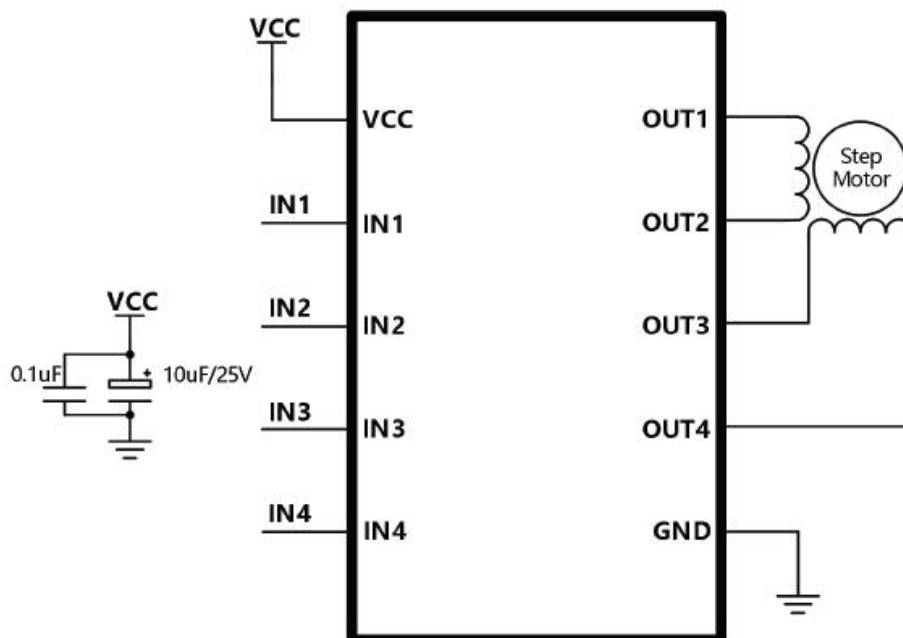 VCC
VCC
OUT1
Step
Motor
IN1
IN1
OUT2
VCC
IN2
IN2
OUT3
0.1uF
+
10uF/25V
IN3
IN3
OUT4
IN4
IN4
GND